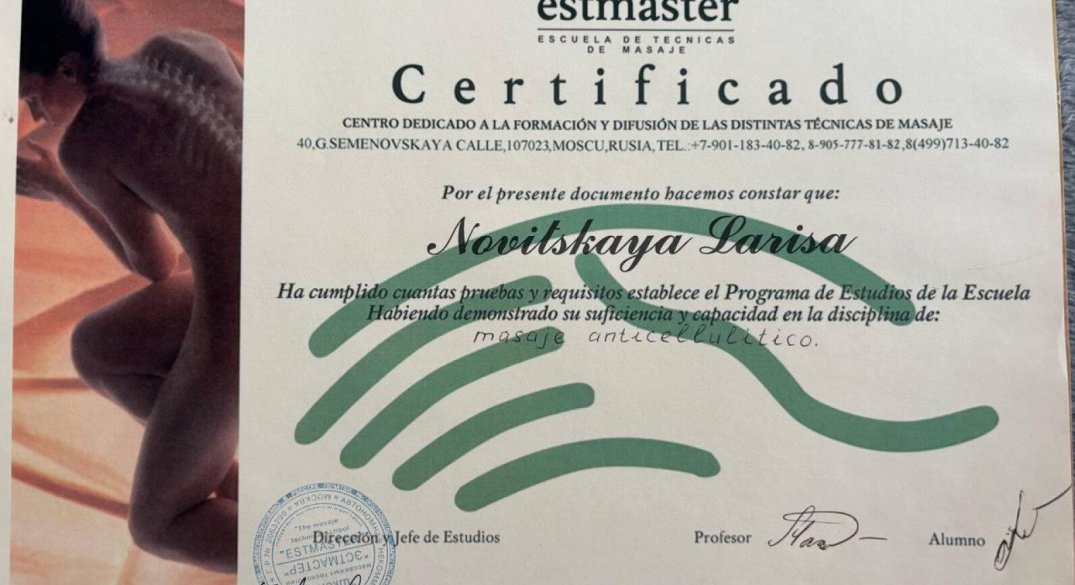 estmaster
ESCUELA DE TECNICAS
DE MASAJE
Certificado
CENTRO DEDICADO A LA FORMACIÓN Y DIFUSIÓN DE LAS DISTINTAS TÉCNICAS DE MASAJE
40,G.SEMENOVSKAYA CALLE,107023,MOSCU,RUSIA, TEL.:+7-901-183-40-82, 8-905-777-81-82,8(499)713-40-82
Por el presente documento hacemos constar que:
Novitskaya Larisa
Ha cumplido cuantas pruebas y requisitos establece el Programa de Estudios de la Escuela
Habiendo demonstrado su suficiencia y capacidad en la disciplina de:
masaje anticellulitico.
Dirección y Jefe de Estudios
Profesor
Alumno
"The masage
"ESTMASTER"
"ЭСТМАСТЕР"
МОСКВА